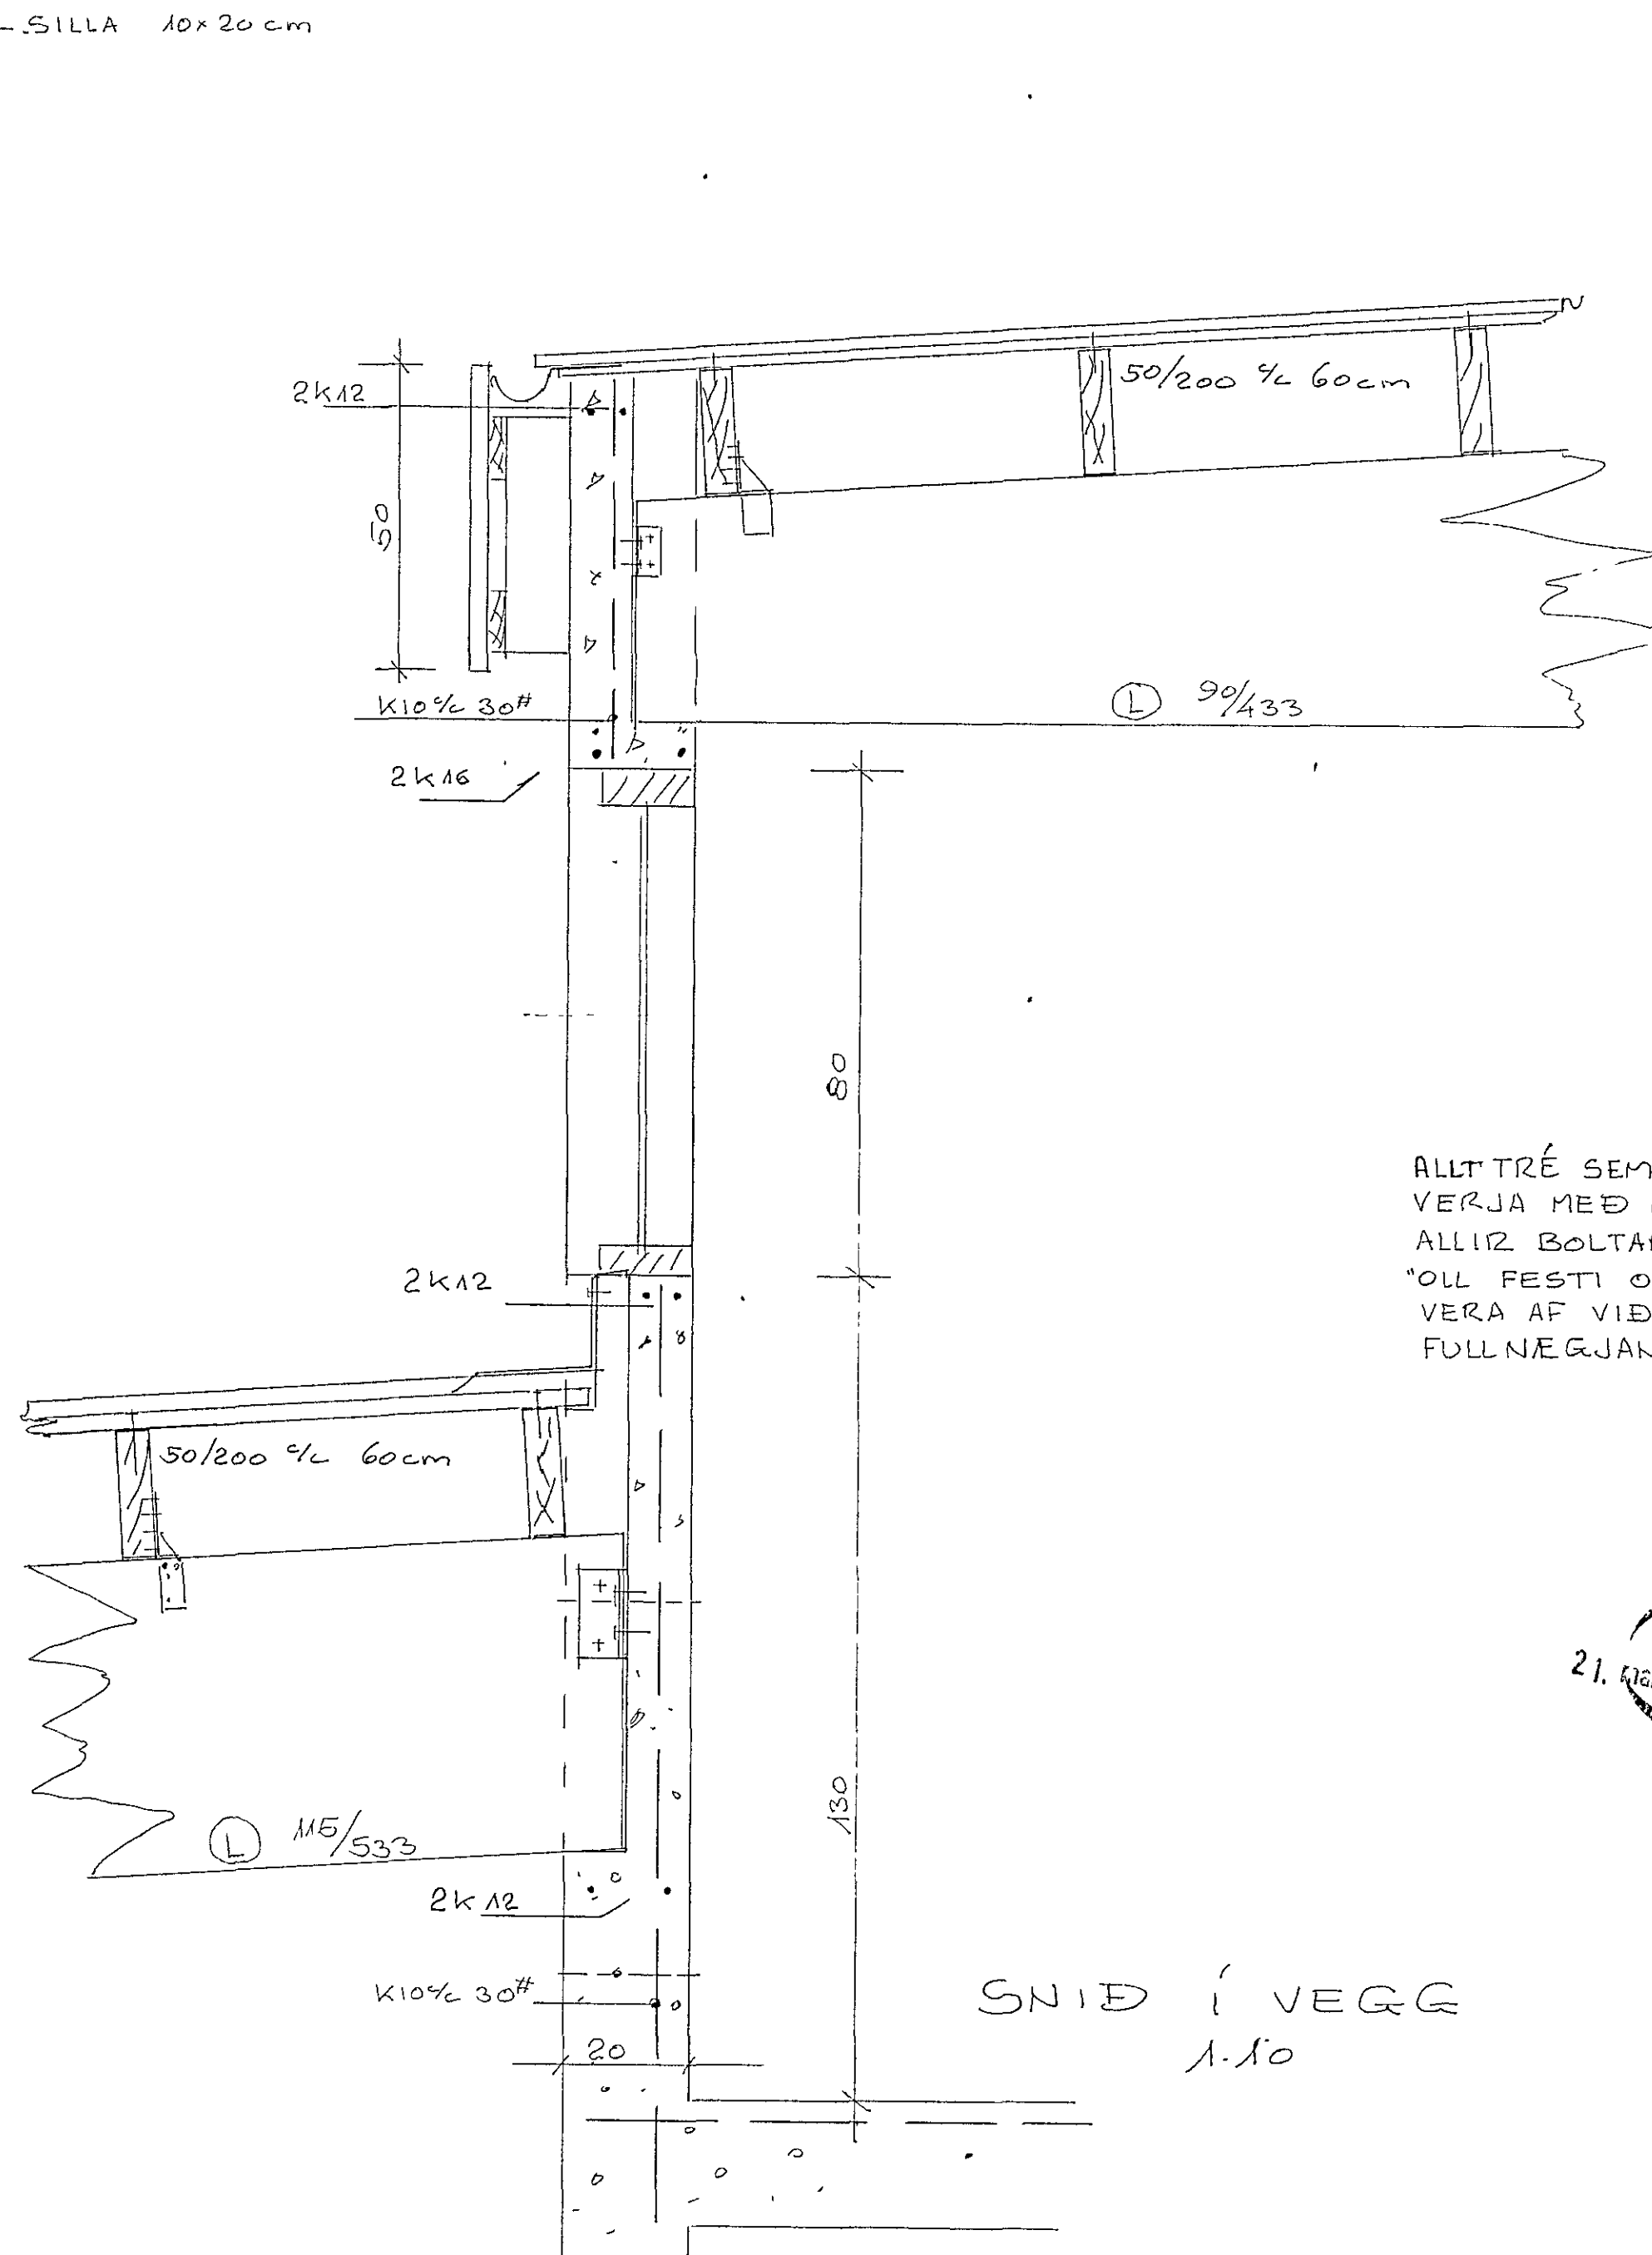 - SILLA 10x20cm
2K12
50/200 c/c 60cm
50
K10 c/c 30#
L 90/433
2K16
80
ALLT TRÉ SEM
VERJA MEÐ
ALLIR BOLTA
2K12
"OLL FESTI O
VERA AF VIÐ
FULLNÆGJAN
50/200 c/c 60cm
21.
130
L 115/533
2K12
K10 c/c 30#
SNIÐ Í VEGG
20
1.10